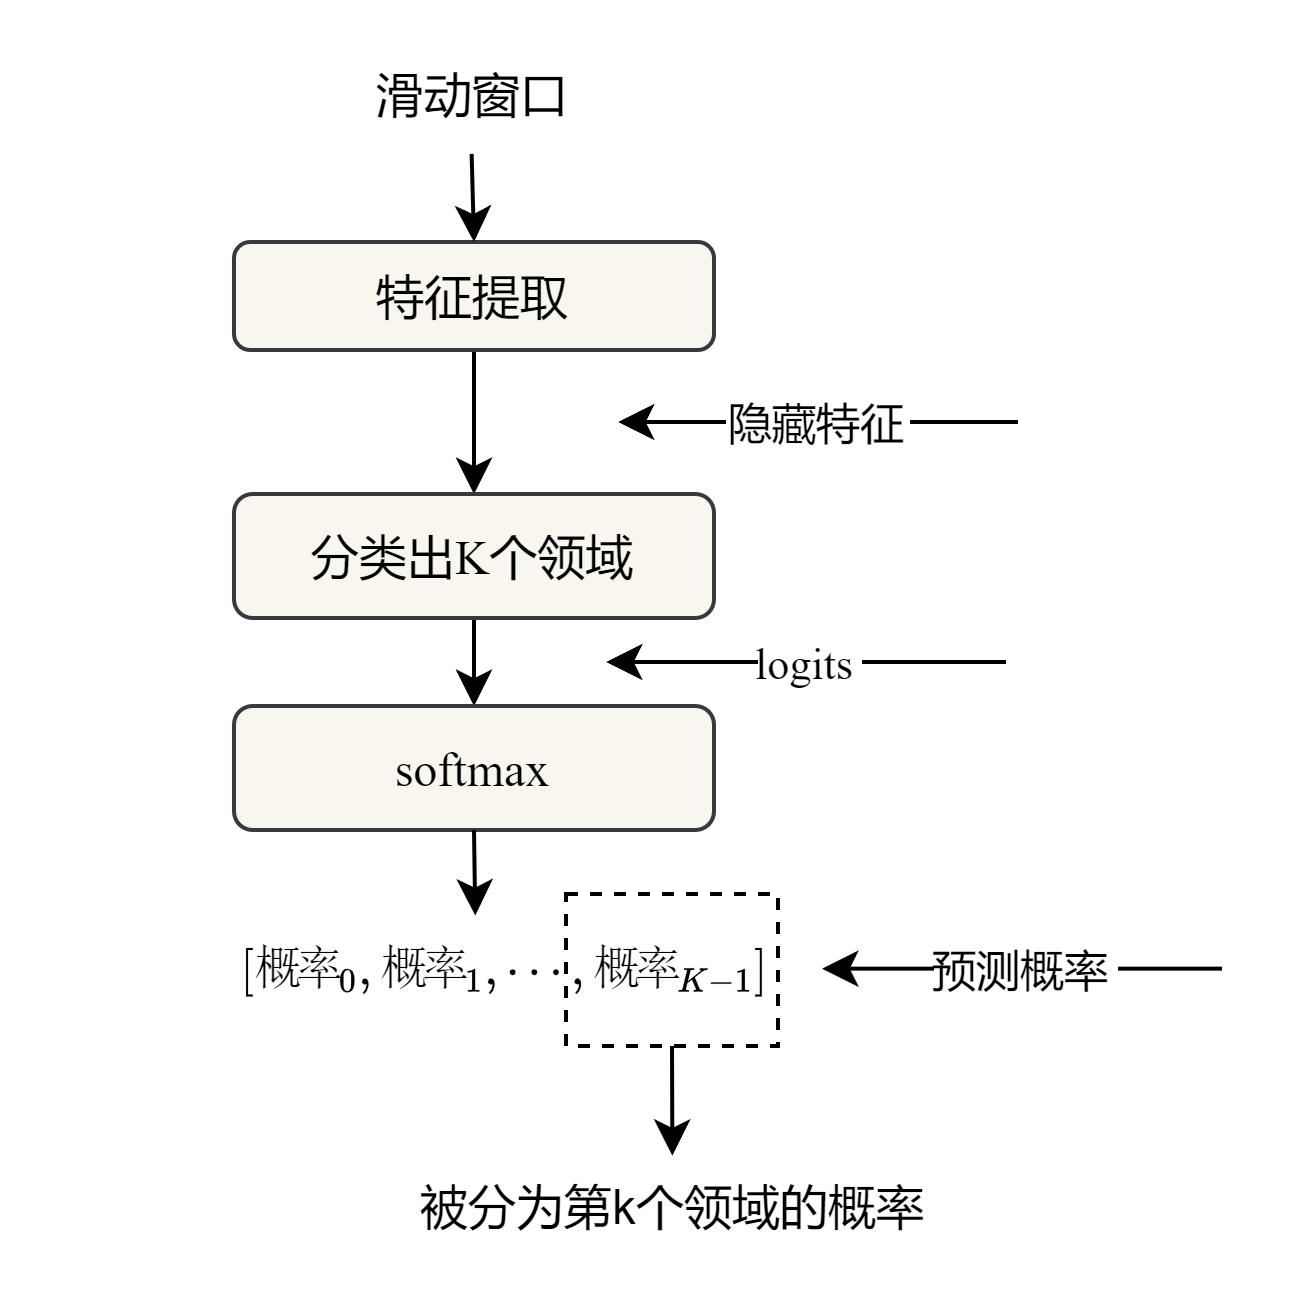 滑动窗口
特征提取
隐藏特征
分类出K个领域
logits
softmax
[概率₀, 概率₁, ⋯, 概率_{K−1}]
预测概率
被分为第k个领域的概率